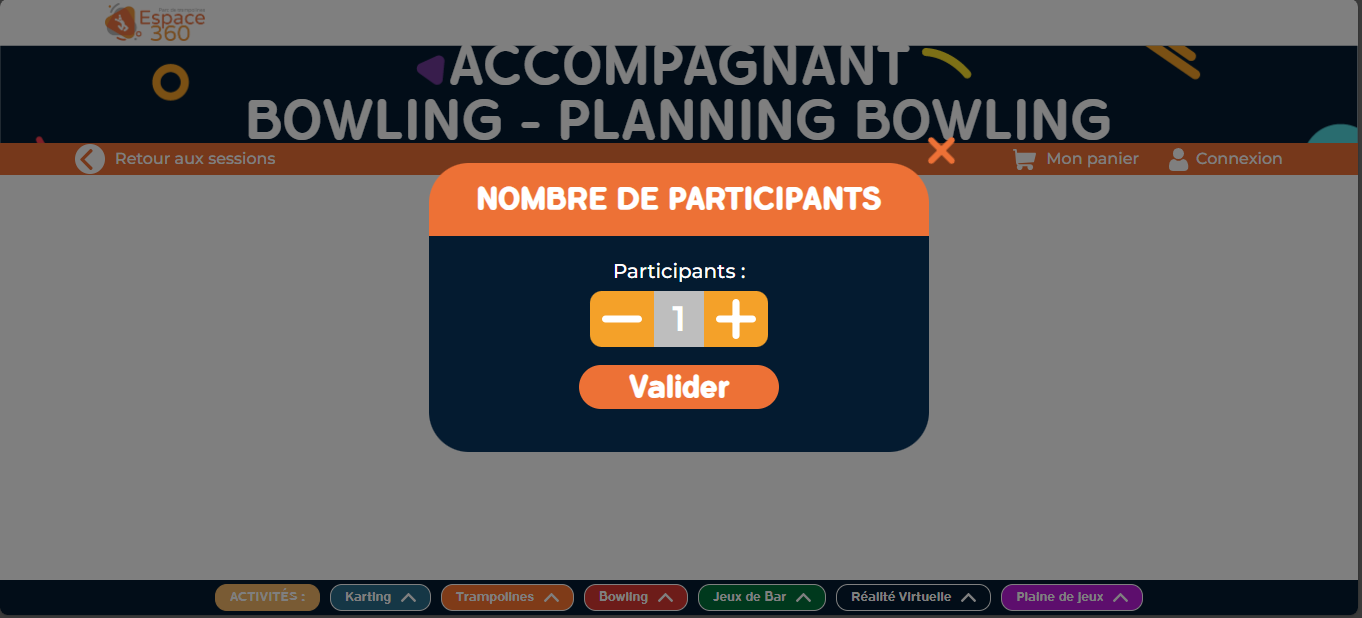 Espace
360
ACCOMPAGNANT
BOWLING - PLANNING BOWLING
Retour aux sessions
Mon panier
Connexion
NOMBRE DE PARTICIPANTS
Participants :
1
Valider
ACTIVITÉS :
Karting
Trampolines
Bowling
Jeux de Bar
Réalité Virtuelle
Plaine de jeux